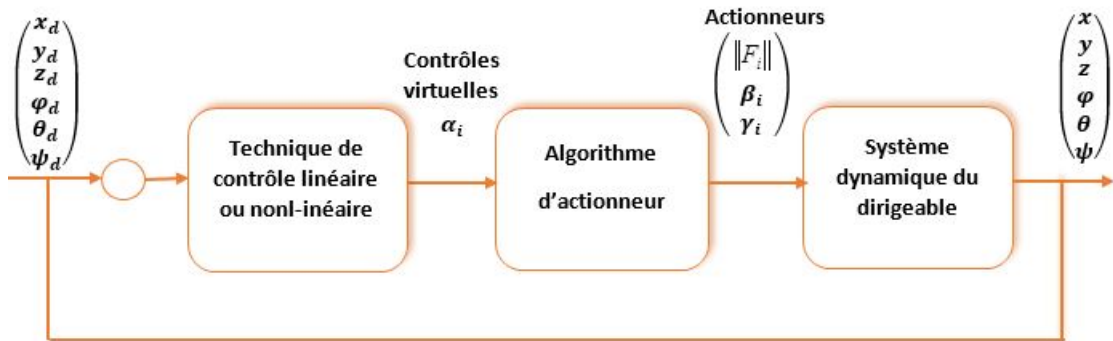 x_d
y_d
z_d
φ_d
θ_d
ψ_d
Technique de
contrôle linéaire
ou nonl-inéaire
Contrôles
virtuelles
α_i
Algorithme
d’actionneur
Actionneurs
‖F_i‖
β_i
γ_i
Système
dynamique du
dirigeable
x
y
z
φ
θ
ψ